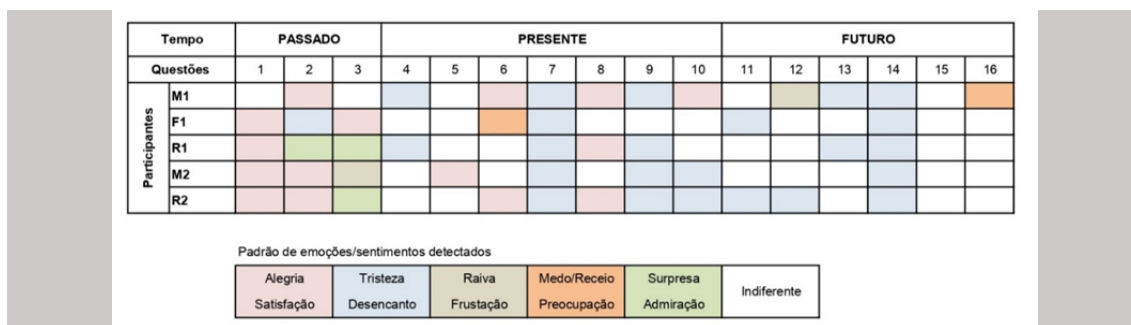 Tempo PASSADO PRESENTE FUTURO
Questões 1 2 3 4 5 6 7 8 9 10 11 12 13 14 15 16
Participantes
M1
F1
R1
M2
R2
Padrão de emoções/sentimentos detectados
Alegria Tristeza Raiva Medo/Receio Surpresa
Indiferente
Satisfação Desencanto Frustação Preocupação Admiração